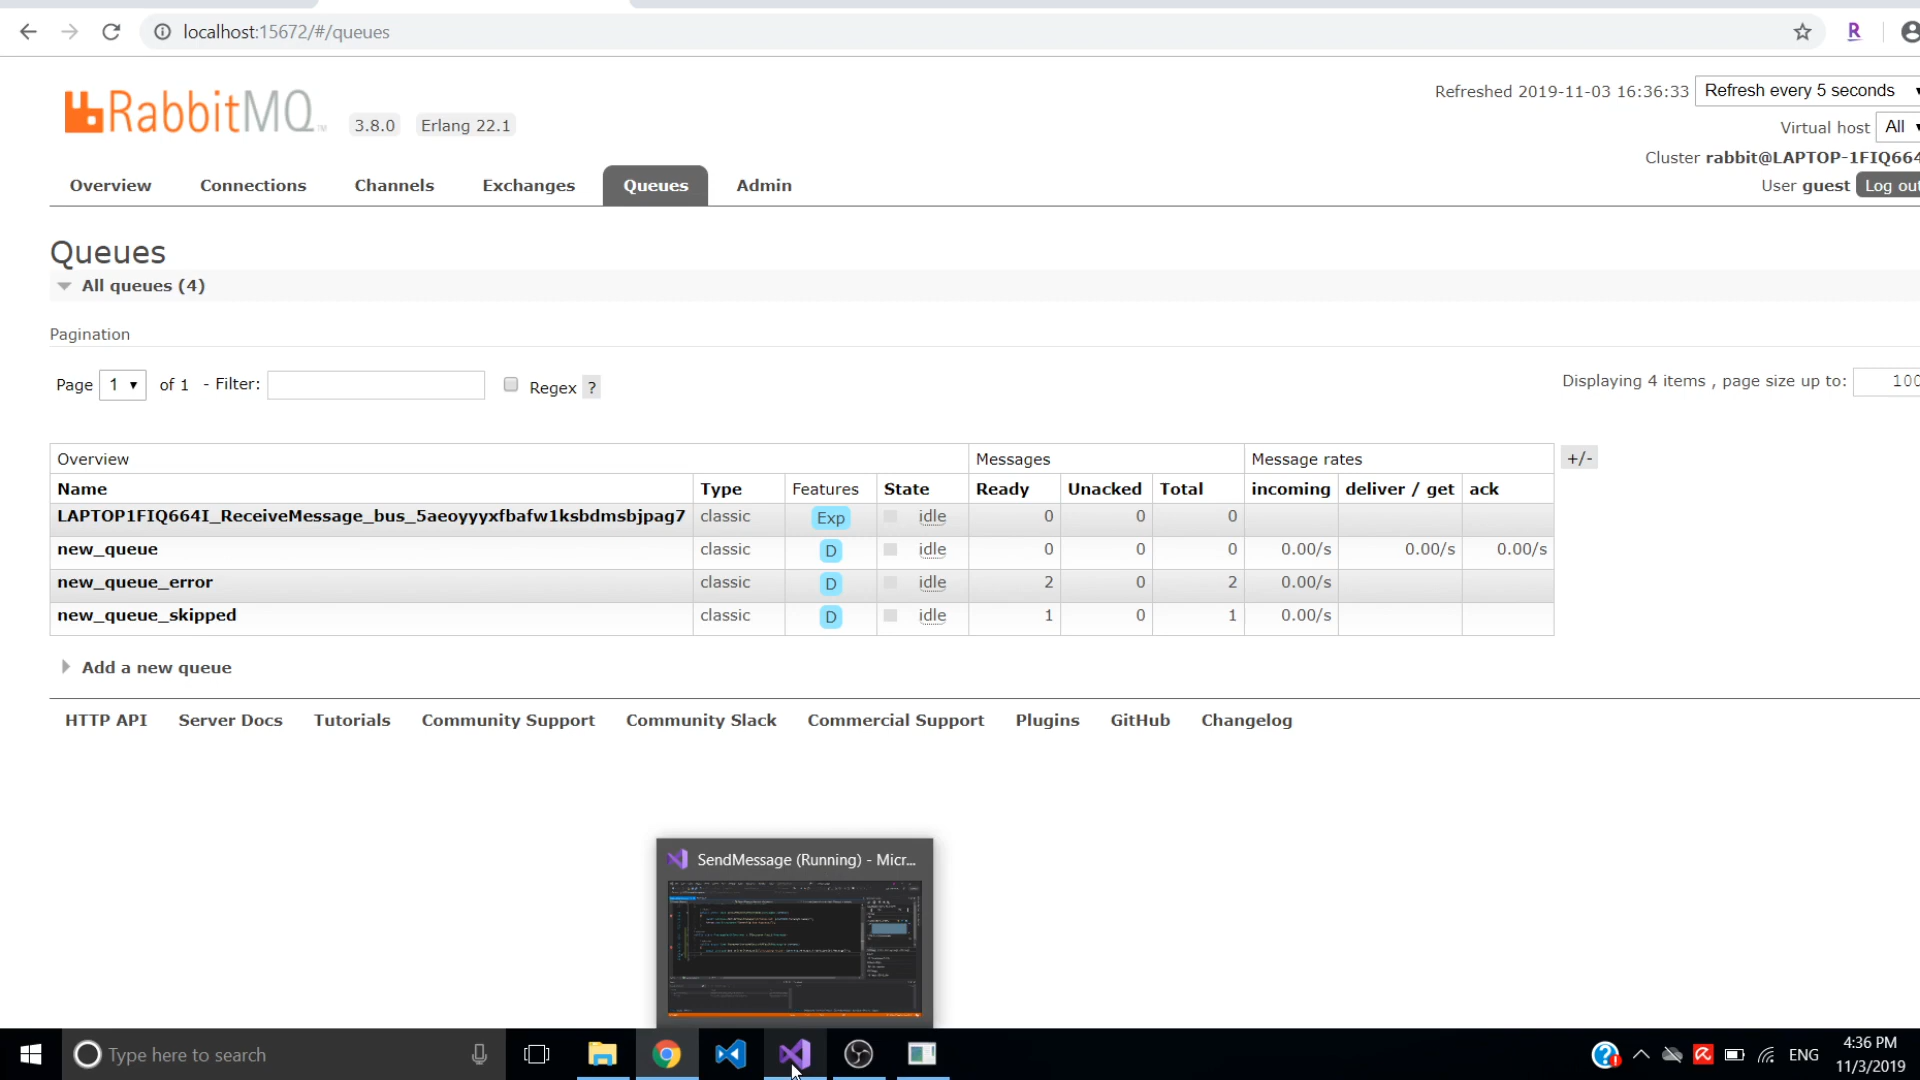 localhost:15672/#/queues
R
RabbitMQ TM 3.8.0 Erlang 22.1
Refreshed 2019-11-03 16:36:33 Refresh every 5 seconds
Virtual host All
Cluster rabbit@LAPTOP-1FIQ664
User guest Log out
Overview Connections Channels Exchanges Queues Admin
Queues
All queues (4)
Pagination
Page 1 of 1 - Filter: Regex ?
Displaying 4 items , page size up to: 100
Overview Messages Message rates +/-
Name Type Features State Ready Unacked Total incoming deliver / get ack
LAPTOP1FIQ664I_ReceiveMessage_bus_5aeoyyyxfbafw1ksbdmsbjpag7 classic Exp idle 0 0 0
new_queue classic D idle 0 0 0 0.00/s 0.00/s 0.00/s
new_queue_error classic D idle 2 0 2 0.00/s
new_queue_skipped classic D idle 1 0 1 0.00/s
Add a new queue
HTTP API Server Docs Tutorials Community Support Community Slack Commercial Support Plugins GitHub Changelog
SendMessage (Running) - Micr...
Type here to search
ENG
4:36 PM
11/3/2019